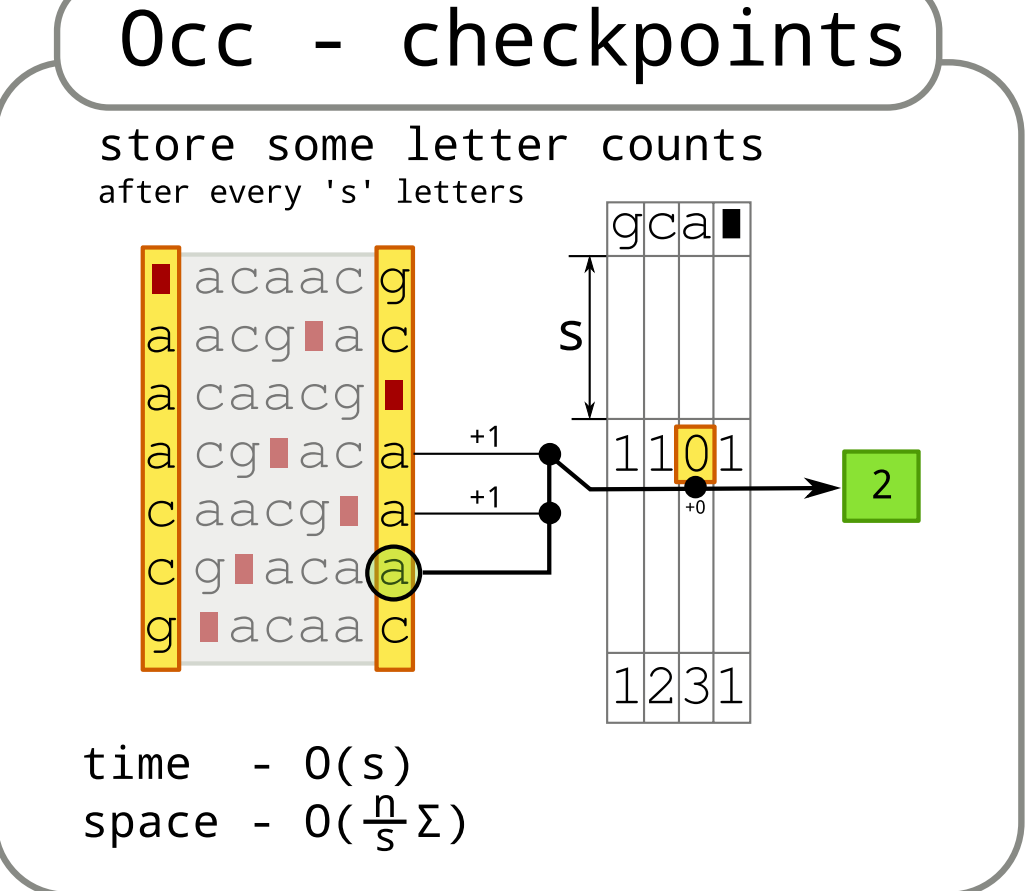 Occ - checkpoints
store some letter counts
after every 's' letters
g c a ■
■ acaac g
a acg■a c
s
a caacg ■
a cg■ac a +1 1 1 0 1
c aacg■ a +1 2
+0
c g■aca a
g ■acaa c
1 2 3 1
time - O(s)
space - O(n/s Σ)